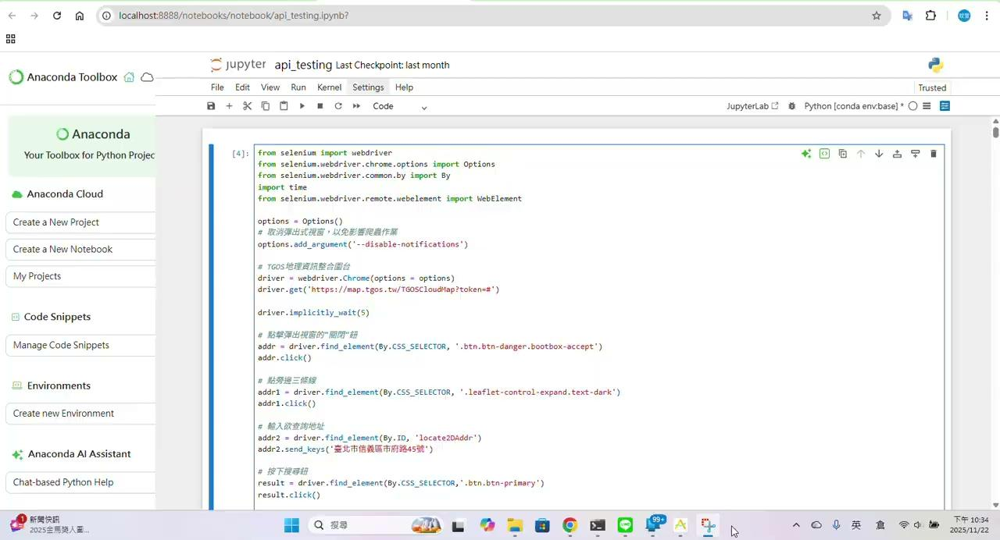 localhost:8888/notebooks/notebook/api_testing.ipynb?
Anaconda Toolbox
Anaconda
Your Toolbox for Python Projec
Anaconda Cloud
Create a New Project
Create a New Notebook
My Projects
Code Snippets
Manage Code Snippets
Environments
Create new Environment
Anaconda AI Assistant
Chat-based Python Help
jupyter api_testing Last Checkpoint: last month
File Edit View Run Kernel Settings Help
Trusted
Code
JupyterLab Python [conda env:base] *
[4]:
from selenium import webdriver
from selenium.webdriver.chrome.options import Options
from selenium.webdriver.common.by import By
import time
from selenium.webdriver.remote.webelement import WebElement
options = Options()
# 取消彈出式視窗，以免影響爬蟲作業
options.add_argument('--disable-notifications')
# TGOS地理資訊整合圖台
driver = webdriver.Chrome(options = options)
driver.get('https://map.tgos.tw/TGOSCloudMap?token=#')
driver.implicitly_wait(5)
# 點擊彈出視窗的"關閉"鈕
addr = driver.find_element(By.CSS_SELECTOR, '.btn.btn-danger.bootbox-accept')
addr.click()
# 點旁邊三條線
addr1 = driver.find_element(By.CSS_SELECTOR, '.leaflet-control-expand.text-dark')
addr1.click()
# 輸入欲查詢地址
addr2 = driver.find_element(By.ID, 'locate2DAddr')
addr2.send_keys('臺北市信義區市府路45號')
# 按下搜尋鈕
result = driver.find_element(By.CSS_SELECTOR,'.btn.btn-primary')
result.click()
1
新聞快訊
2025金馬獎入圍...
搜尋
99+
英
倉
下午 10:34
2025/11/22